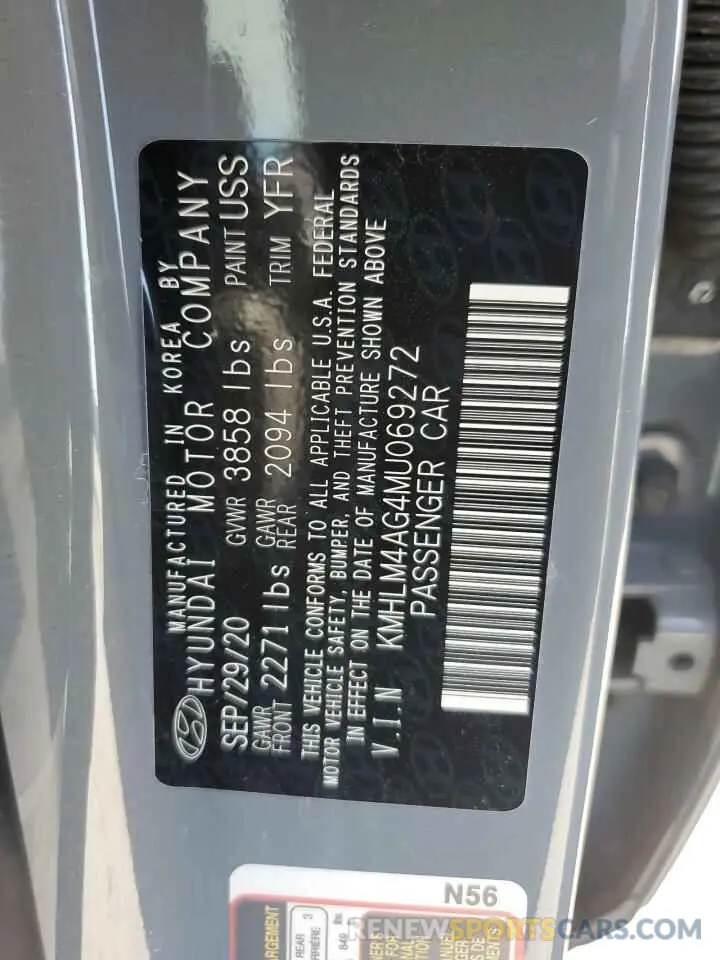 MANUFACTURED IN KOREA BY
HYUNDAI MOTOR COMPANY
SEP/29/20 GVWR 3858 lbs PAINT USS
GAWR FRONT 2271 lbs GAWR REAR 2094 lbs TRIM YFR
THIS VEHICLE CONFORMS TO ALL APPLICABLE U.S.A. FEDERAL
MOTOR VEHICLE SAFETY, BUMPER, AND THEFT PREVENTION STANDARDS
IN EFFECT ON THE DATE OF MANUFACTURE SHOWN ABOVE
V.I.N KMHLM4AG4MU069272
PASSENGER CAR
N56
REAR 3
RENEWSPORTSCARS.COM